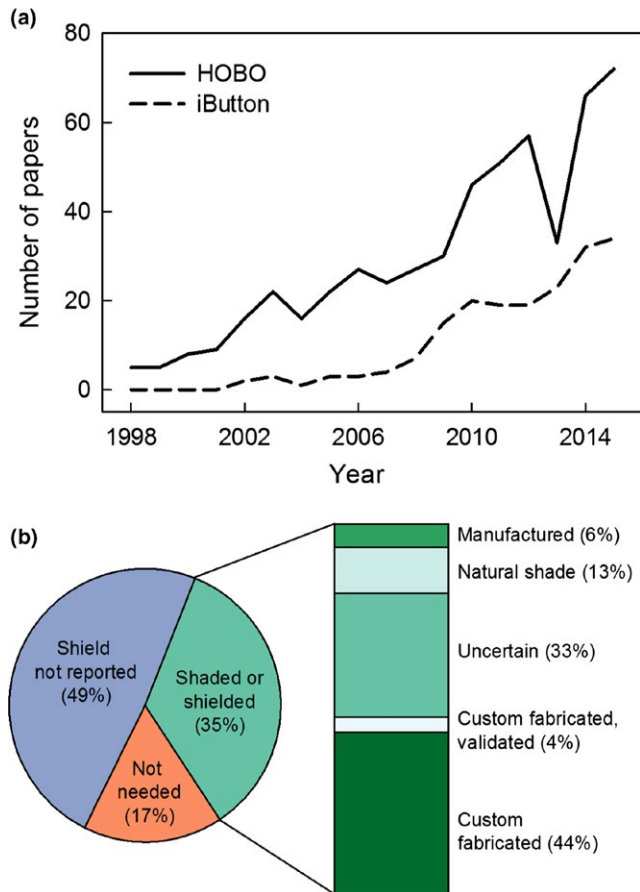 (a)
80
60
40
20
0
Number of papers
HOBO
iButton
1998
2002
2006
2010
2014
Year
(b)
Shield
not reported
(49%)
Shaded or
shielded
(35%)
Not
needed
(17%)
Manufactured (6%)
Natural shade (13%)
Uncertain (33%)
Custom fabricated,
validated (4%)
Custom
fabricated (44%)